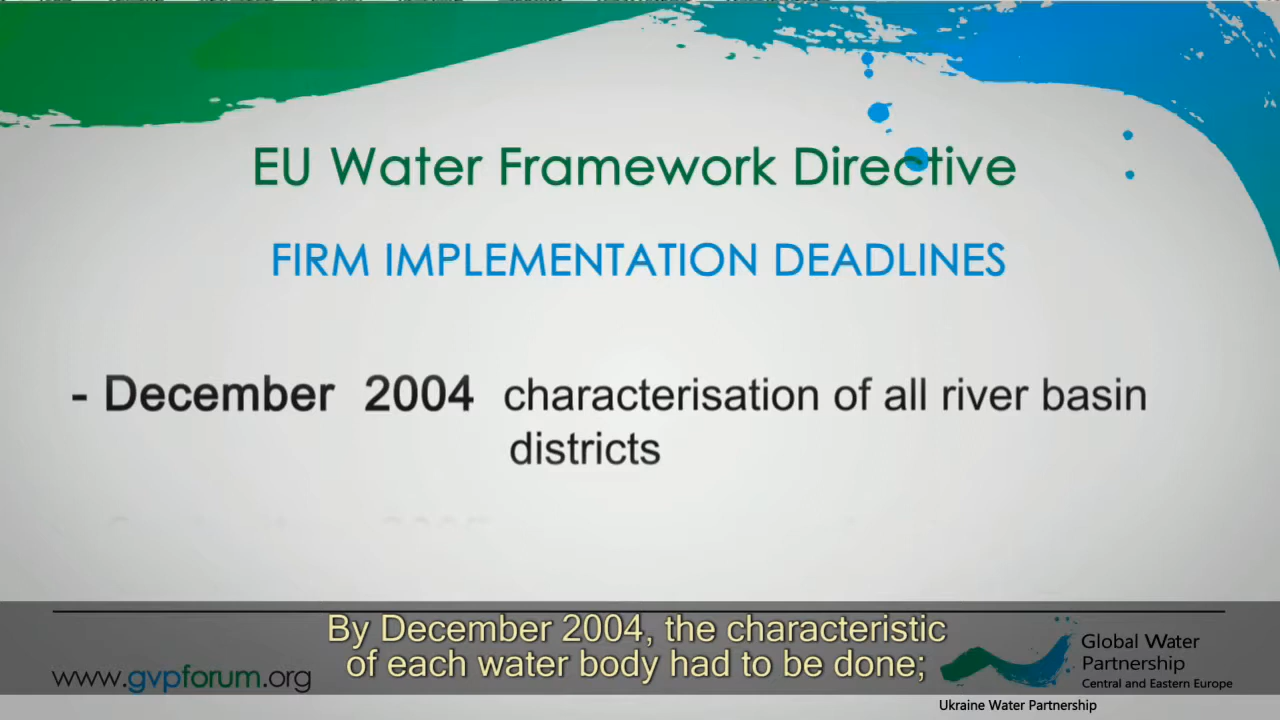 EU Water Framework Directive
FIRM IMPLEMENTATION DEADLINES
- December 2004 characterisation of all river basin
districts
By December 2004, the characteristic
of each water body had to be done;
www.gvpforum.org
Global Water
Partnership
Central and Eastern Europe
Ukraine Water Partnership